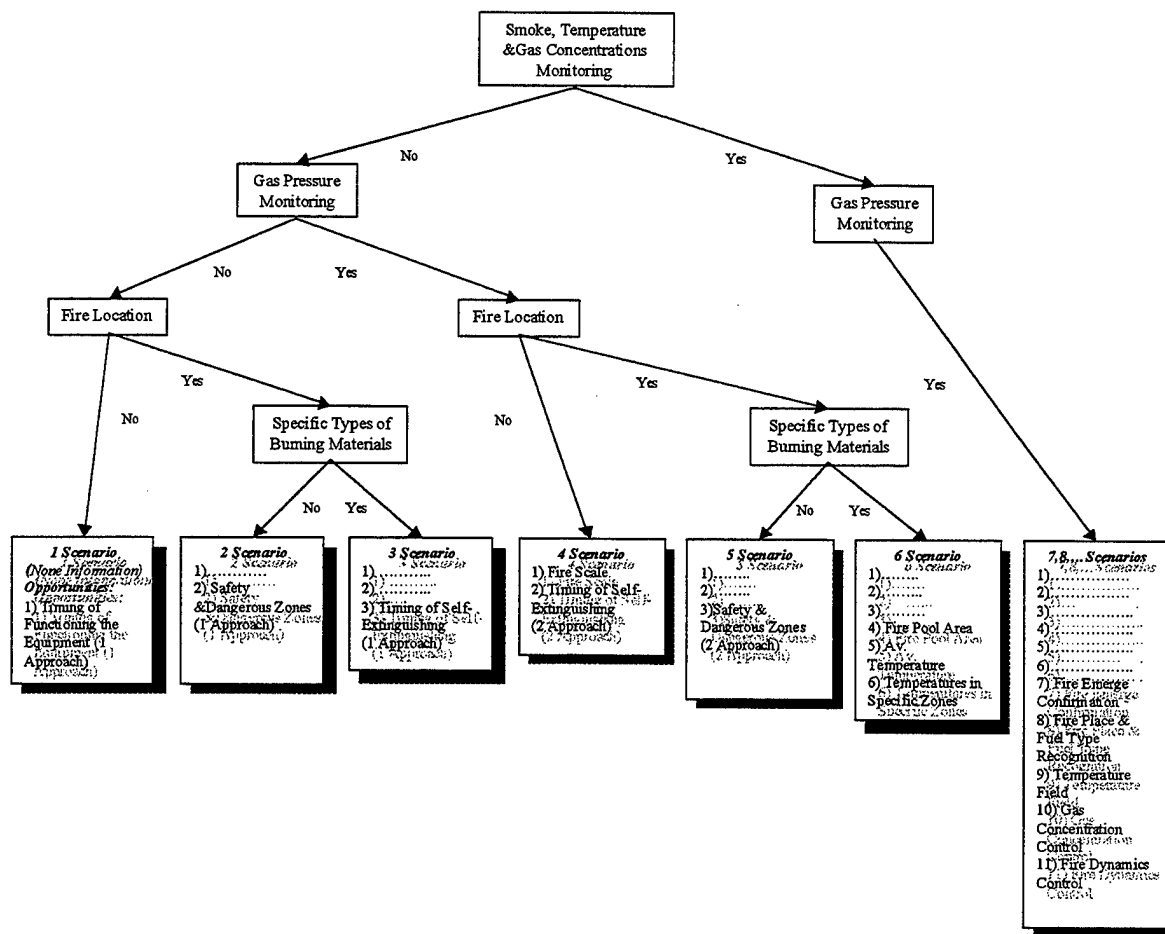 Smoke, Temperature
&Gas Concentrations
Monitoring
No
Yes
Gas Pressure
Monitoring
Gas Pressure
Monitoring
No
Yes
Fire Location
Fire Location
Yes
No
Yes
No
Yes
Specific Types of
Burning Materials
Specific Types of
Burning Materials
No
Yes
No
Yes
1 Scenario
(None Information)
Opportunities:
1) Timing of
Functioning the
Equipment (1
Approach)
2 Scenario
1)............
2) Safety
&Dangerous Zones
(1 Approach)
3 Scenario
1)............
2)............
3) Timing of Self-
Extinguishing
(1 Approach)
4 Scenario
1) Fire Scale
2) Timing of Self-
Extinguishing
(2 Approach)
5 Scenario
1).......
2).......
3)Safety &
Dangerous Zones
(2 Approach)
6 Scenario
1).......
2)........
3).........
4) Fire Pool Area
5) Av.
Temperature
6) Temperatures in
Specific Zones
7,8,... Scenarios
1)..................
2)..................
3)..................
4)..................
5)..................
6)..................
7) Fire Emerge
Confirmation
8) Fire Place &
Fuel Type
Recognition
9) Temperature
Field
10) Gas
Concentration
Control
11) Fire Dynamics
Control